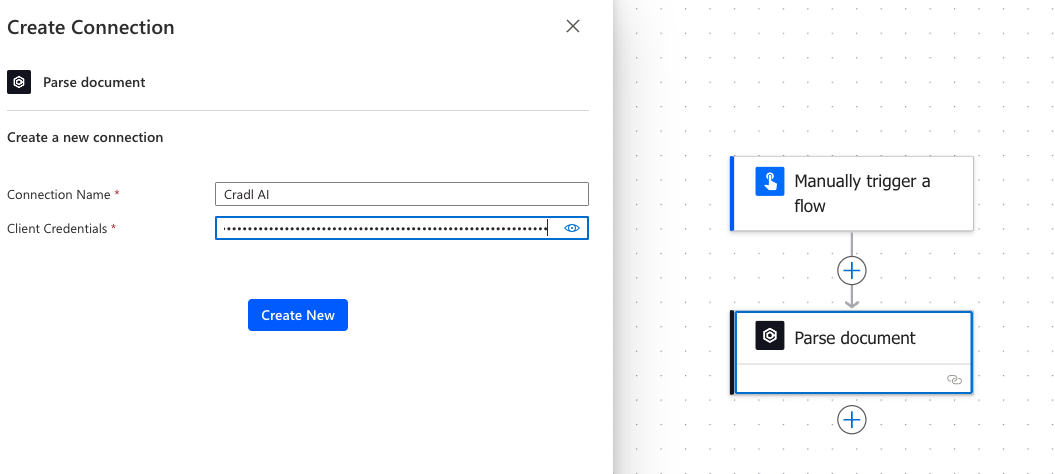 Create Connection
Parse document
Create a new connection
Connection Name *
Cradl AI
Client Credentials *
Create New
Manually trigger a
flow
Parse document